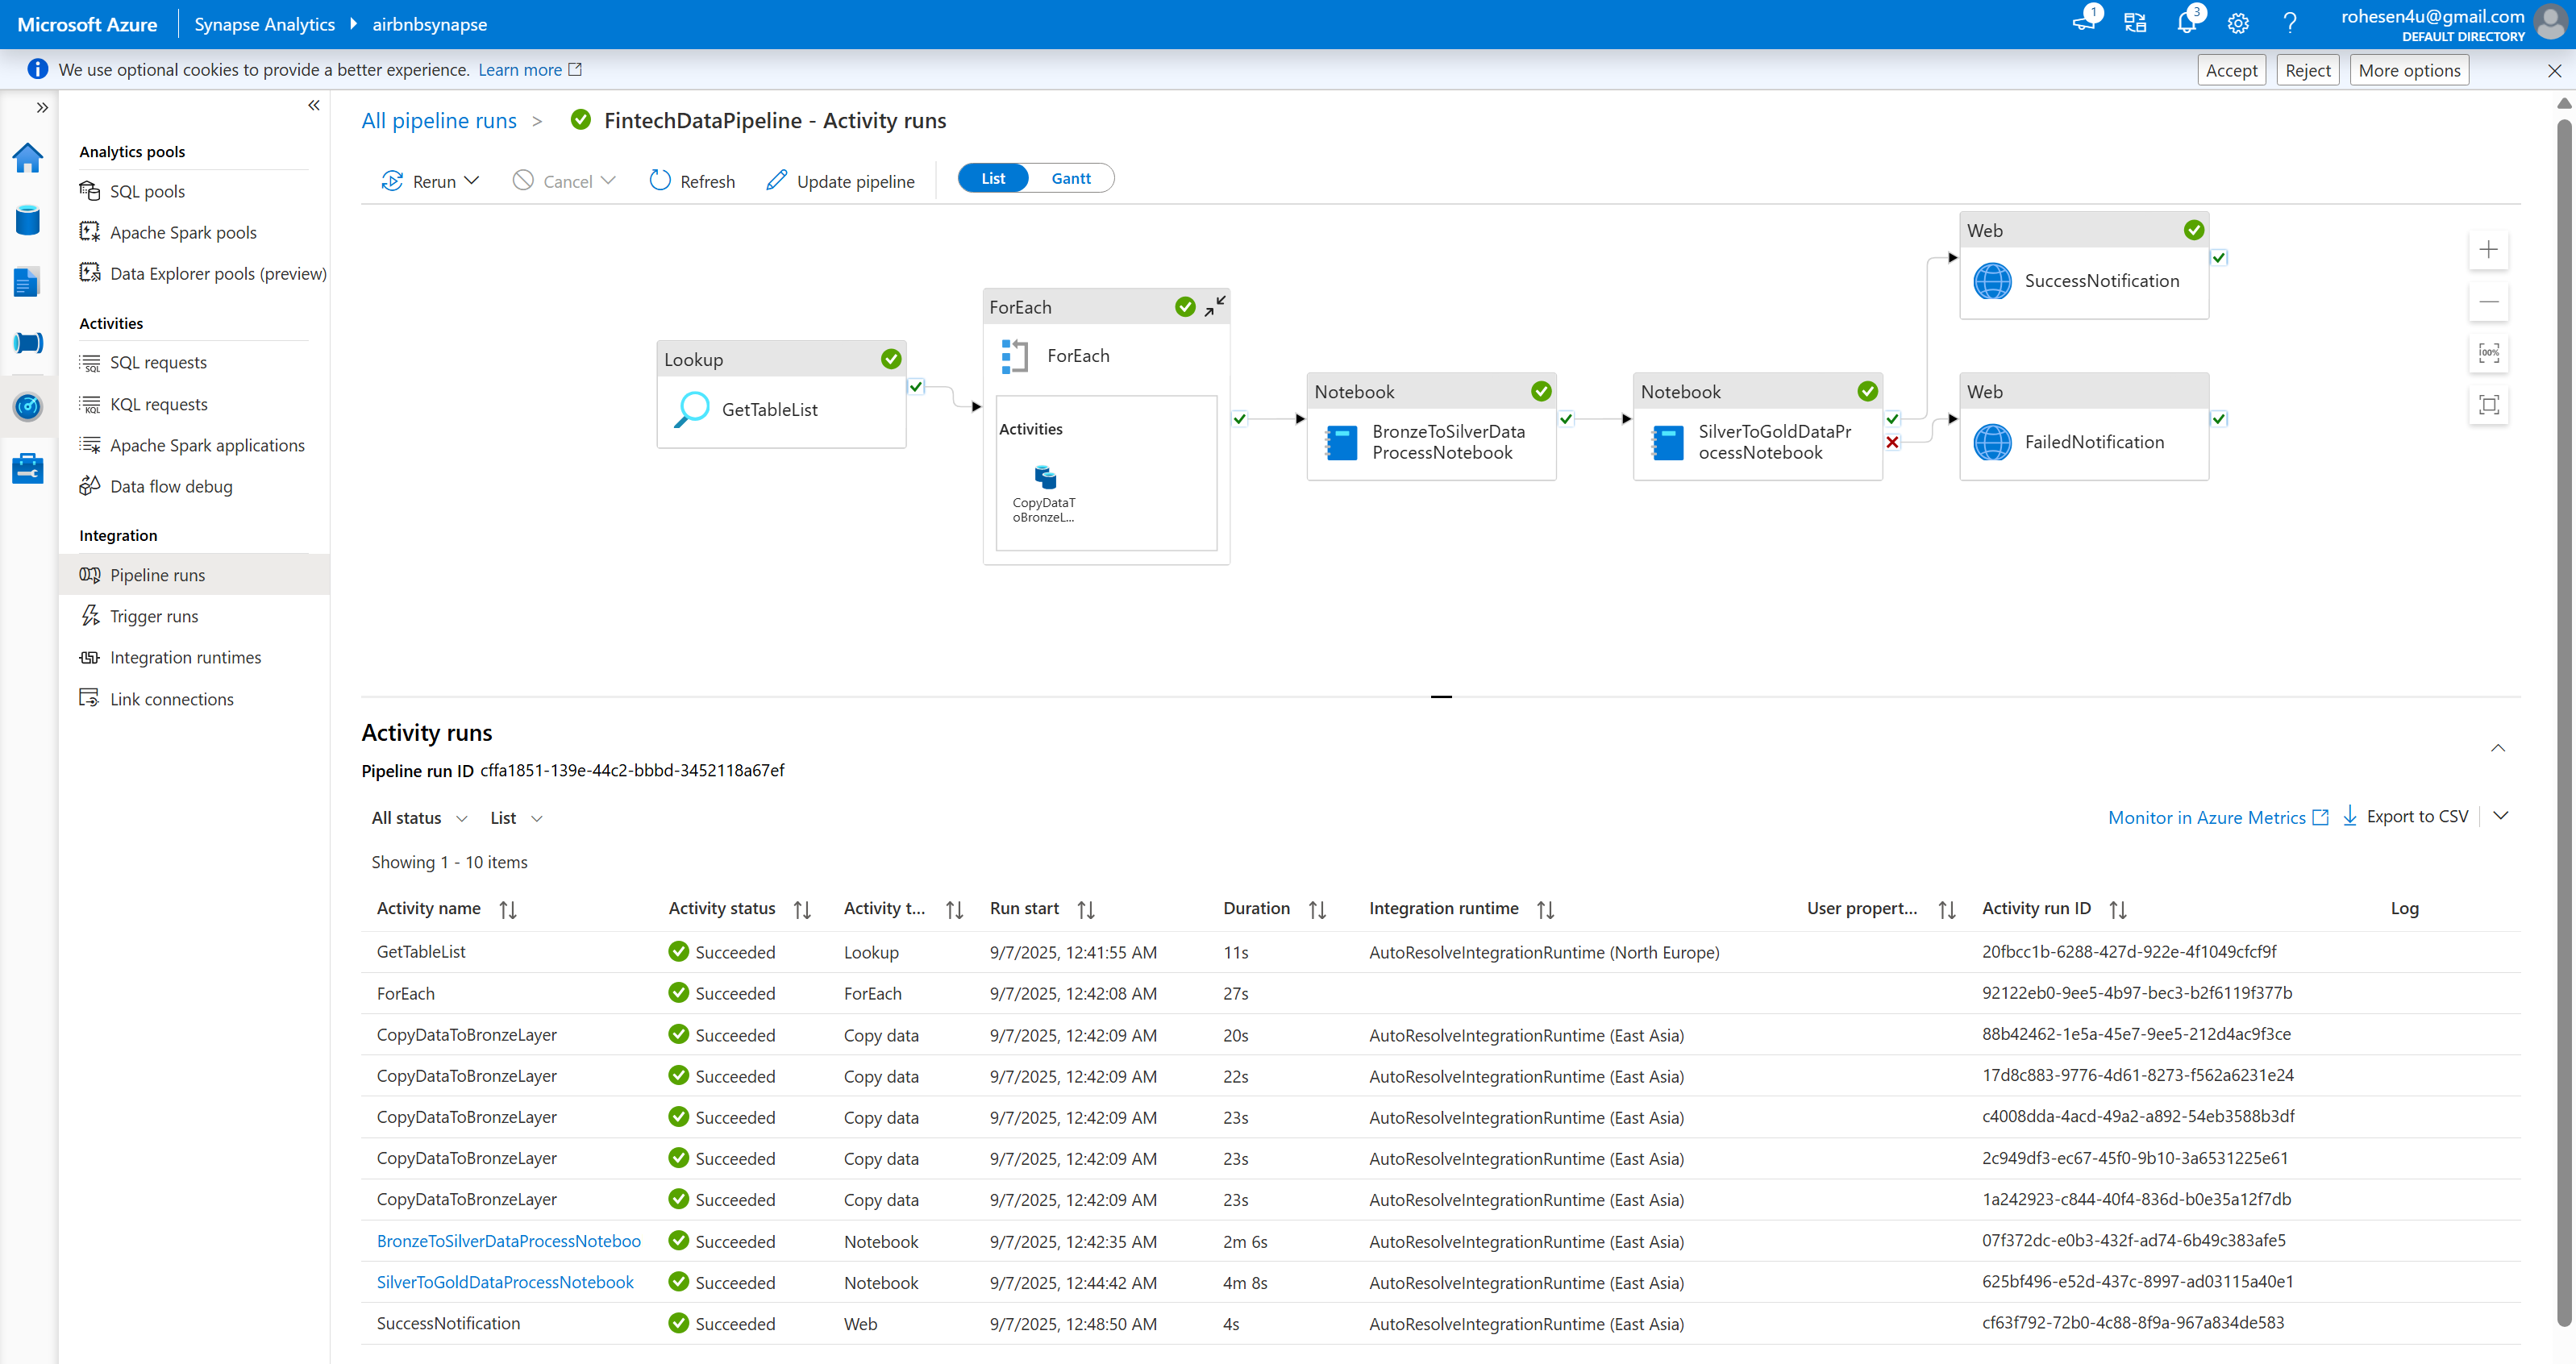 Microsoft Azure
Synapse Analytics
airbnbsynapse
1
3
rohesen4u@gmail.com
DEFAULT DIRECTORY
We use optional cookies to provide a better experience. Learn more
Accept
Reject
More options
Analytics pools
SQL pools
Apache Spark pools
Data Explorer pools (preview)
Activities
SQL requests
KQL requests
Apache Spark applications
Data flow debug
Integration
Pipeline runs
Trigger runs
Integration runtimes
Link connections
All pipeline runs > FintechDataPipeline - Activity runs
Rerun
Cancel
Refresh
Update pipeline
List
Gantt
Lookup
GetTableList
ForEach
ForEach
Activities
CopyDataT
oBronzeL...
Notebook
BronzeToSilverData
ProcessNotebook
Notebook
SilverToGoldDataPr
ocessNotebook
Web
SuccessNotification
Web
FailedNotification
100%
Activity runs
Pipeline run ID cffa1851-139e-44c2-bbbd-3452118a67ef
All status
List
Monitor in Azure Metrics
Export to CSV
Showing 1 - 10 items
Activity name Activity status Activity t... Run start Duration Integration runtime User propert... Activity run ID Log
GetTableList Succeeded Lookup 9/7/2025, 12:41:55 AM 11s AutoResolveIntegrationRuntime (North Europe) 20fbcc1b-6288-427d-922e-4f1049cfcf9f
ForEach Succeeded ForEach 9/7/2025, 12:42:08 AM 27s 92122eb0-9ee5-4b97-bec3-b2f6119f377b
CopyDataToBronzeLayer Succeeded Copy data 9/7/2025, 12:42:09 AM 20s AutoResolveIntegrationRuntime (East Asia) 88b42462-1e5a-45e7-9ee5-212d4ac9f3ce
CopyDataToBronzeLayer Succeeded Copy data 9/7/2025, 12:42:09 AM 22s AutoResolveIntegrationRuntime (East Asia) 17d8c883-9776-4d61-8273-f562a6231e24
CopyDataToBronzeLayer Succeeded Copy data 9/7/2025, 12:42:09 AM 23s AutoResolveIntegrationRuntime (East Asia) c4008dda-4acd-49a2-a892-54eb3588b3df
CopyDataToBronzeLayer Succeeded Copy data 9/7/2025, 12:42:09 AM 23s AutoResolveIntegrationRuntime (East Asia) 2c949df3-ec67-45f0-9b10-3a6531225e61
CopyDataToBronzeLayer Succeeded Copy data 9/7/2025, 12:42:09 AM 23s AutoResolveIntegrationRuntime (East Asia) 1a242923-c844-40f4-836d-b0e35a12f7db
BronzeToSilverDataProcessNoteboo Succeeded Notebook 9/7/2025, 12:42:35 AM 2m 6s AutoResolveIntegrationRuntime (East Asia) 07f372dc-e0b3-432f-ad74-6b49c383afe5
SilverToGoldDataProcessNotebook Succeeded Notebook 9/7/2025, 12:44:42 AM 4m 8s AutoResolveIntegrationRuntime (East Asia) 625bf496-e52d-437c-8997-ad03115a40e1
SuccessNotification Succeeded Web 9/7/2025, 12:48:50 AM 4s AutoResolveIntegrationRuntime (East Asia) cf63f792-72b0-4c88-8f9a-967a834de583